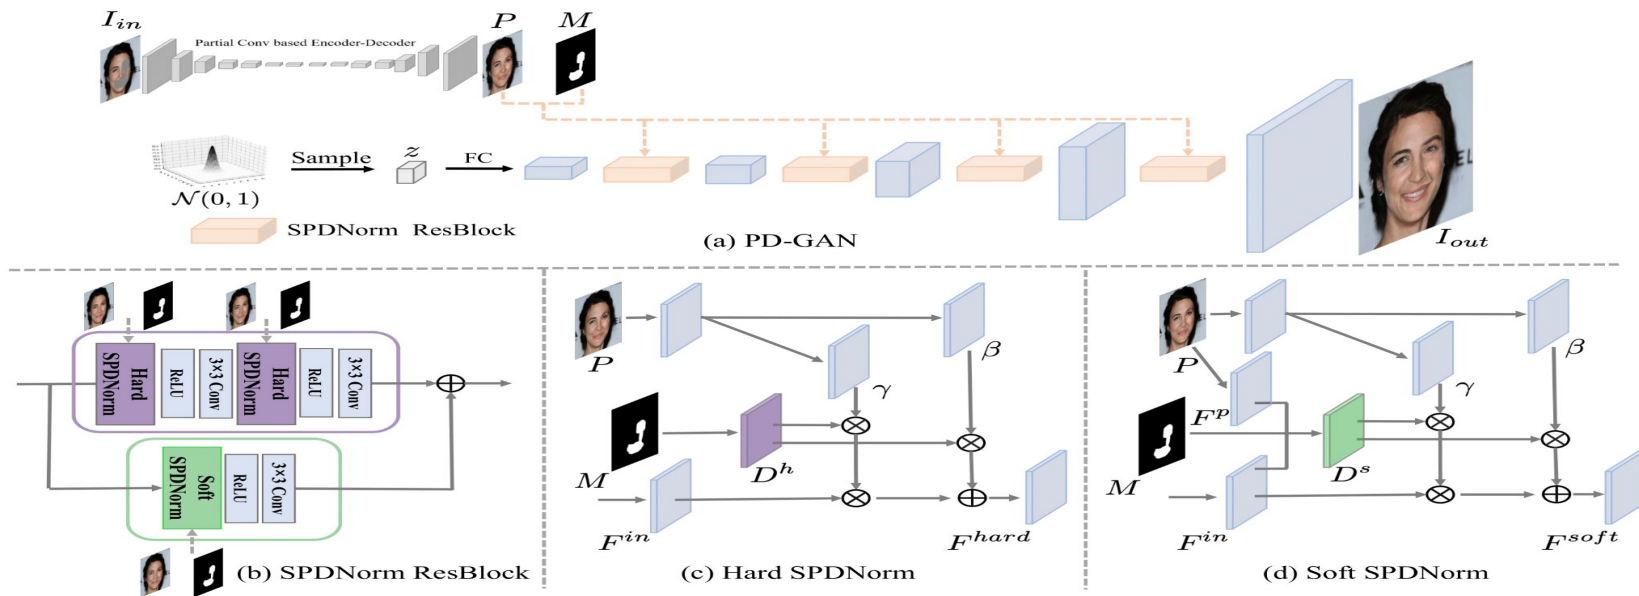 I_in
P
M
Partial Conv based Encoder-Decoder
Sample
z
FC
N(0, 1)
SPDNorm ResBlock
(a) PD-GAN
I_out
Hard SPDNorm
ReLU
3×3 Conv
Hard SPDNorm
ReLU
3×3 Conv
Soft SPDNorm
ReLU
3×3 Conv
(b) SPDNorm ResBlock
P
β
γ
M
D^h
F^in
F^hard
(c) Hard SPDNorm
P
β
γ
F^p
M
D^s
F^in
F^soft
(d) Soft SPDNorm